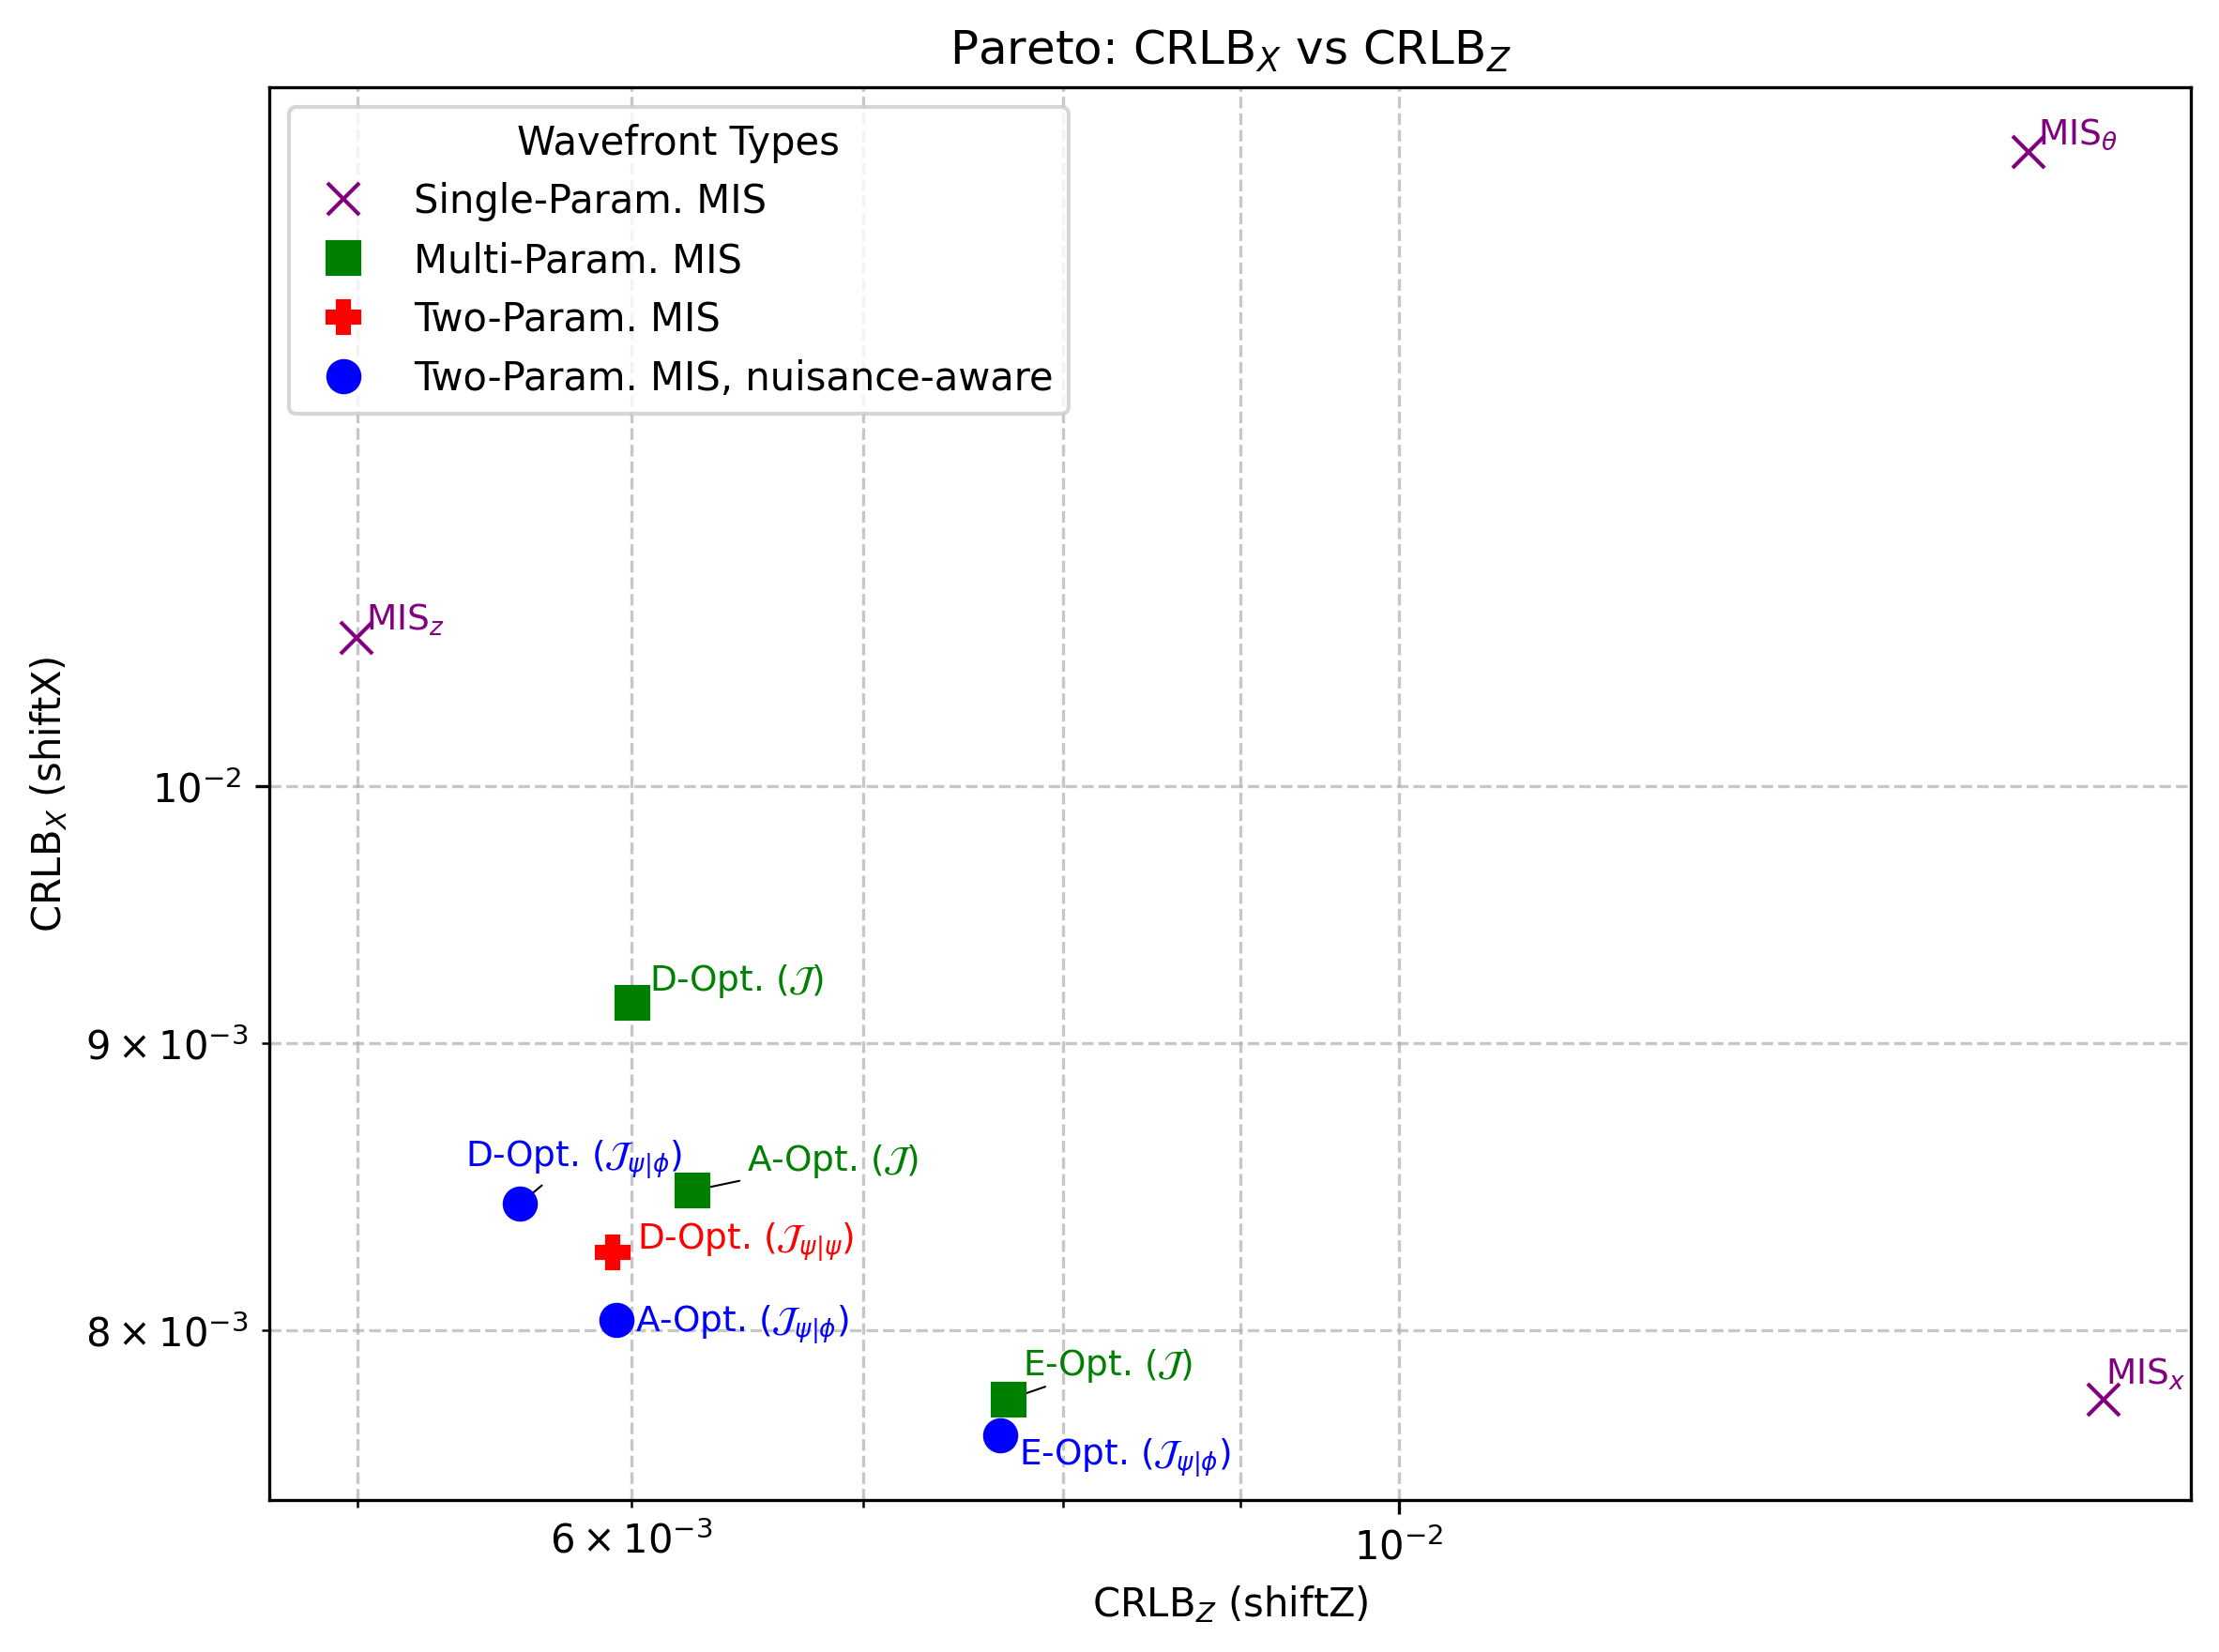 Pareto: CRLB_X vs CRLB_Z
Wavefront Types
Single-Param. MIS
Multi-Param. MIS
Two-Param. MIS
Two-Param. MIS, nuisance-aware
MIS_θ
MIS_z
D-Opt. (𝒥)
D-Opt. (𝒥_ψ|ϕ)
A-Opt. (𝒥)
D-Opt. (𝒥_ψ|ψ)
A-Opt. (𝒥_ψ|ϕ)
E-Opt. (𝒥)
MIS_x
E-Opt. (𝒥_ψ|ϕ)
CRLB_X (shiftX)
10⁻²
9 × 10⁻³
8 × 10⁻³
6 × 10⁻³
10⁻²
CRLB_Z (shiftZ)